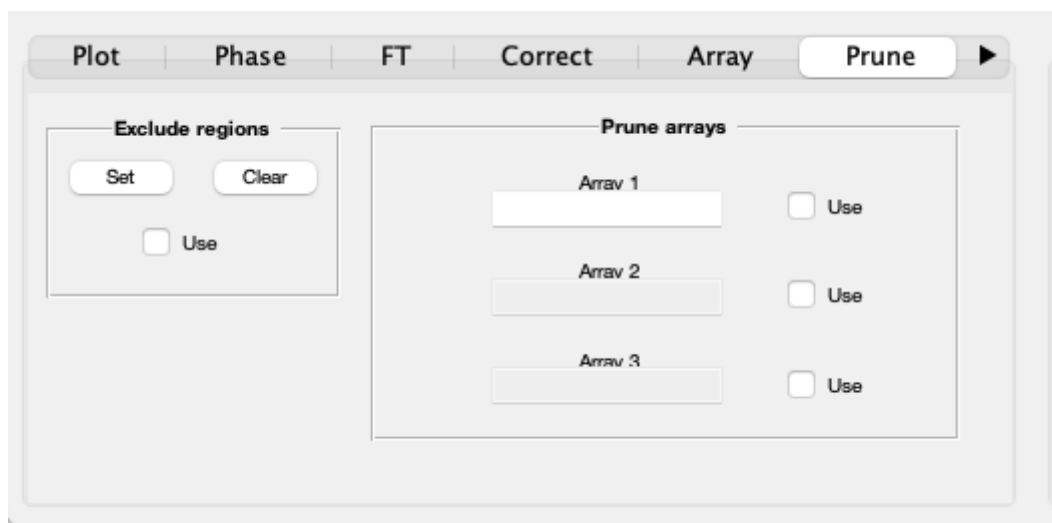 Plot Phase FT Correct Array Prune
Exclude regions
Set Clear
Use
Prune arrays
Array 1
Use
Array 2
Use
Array 3
Use